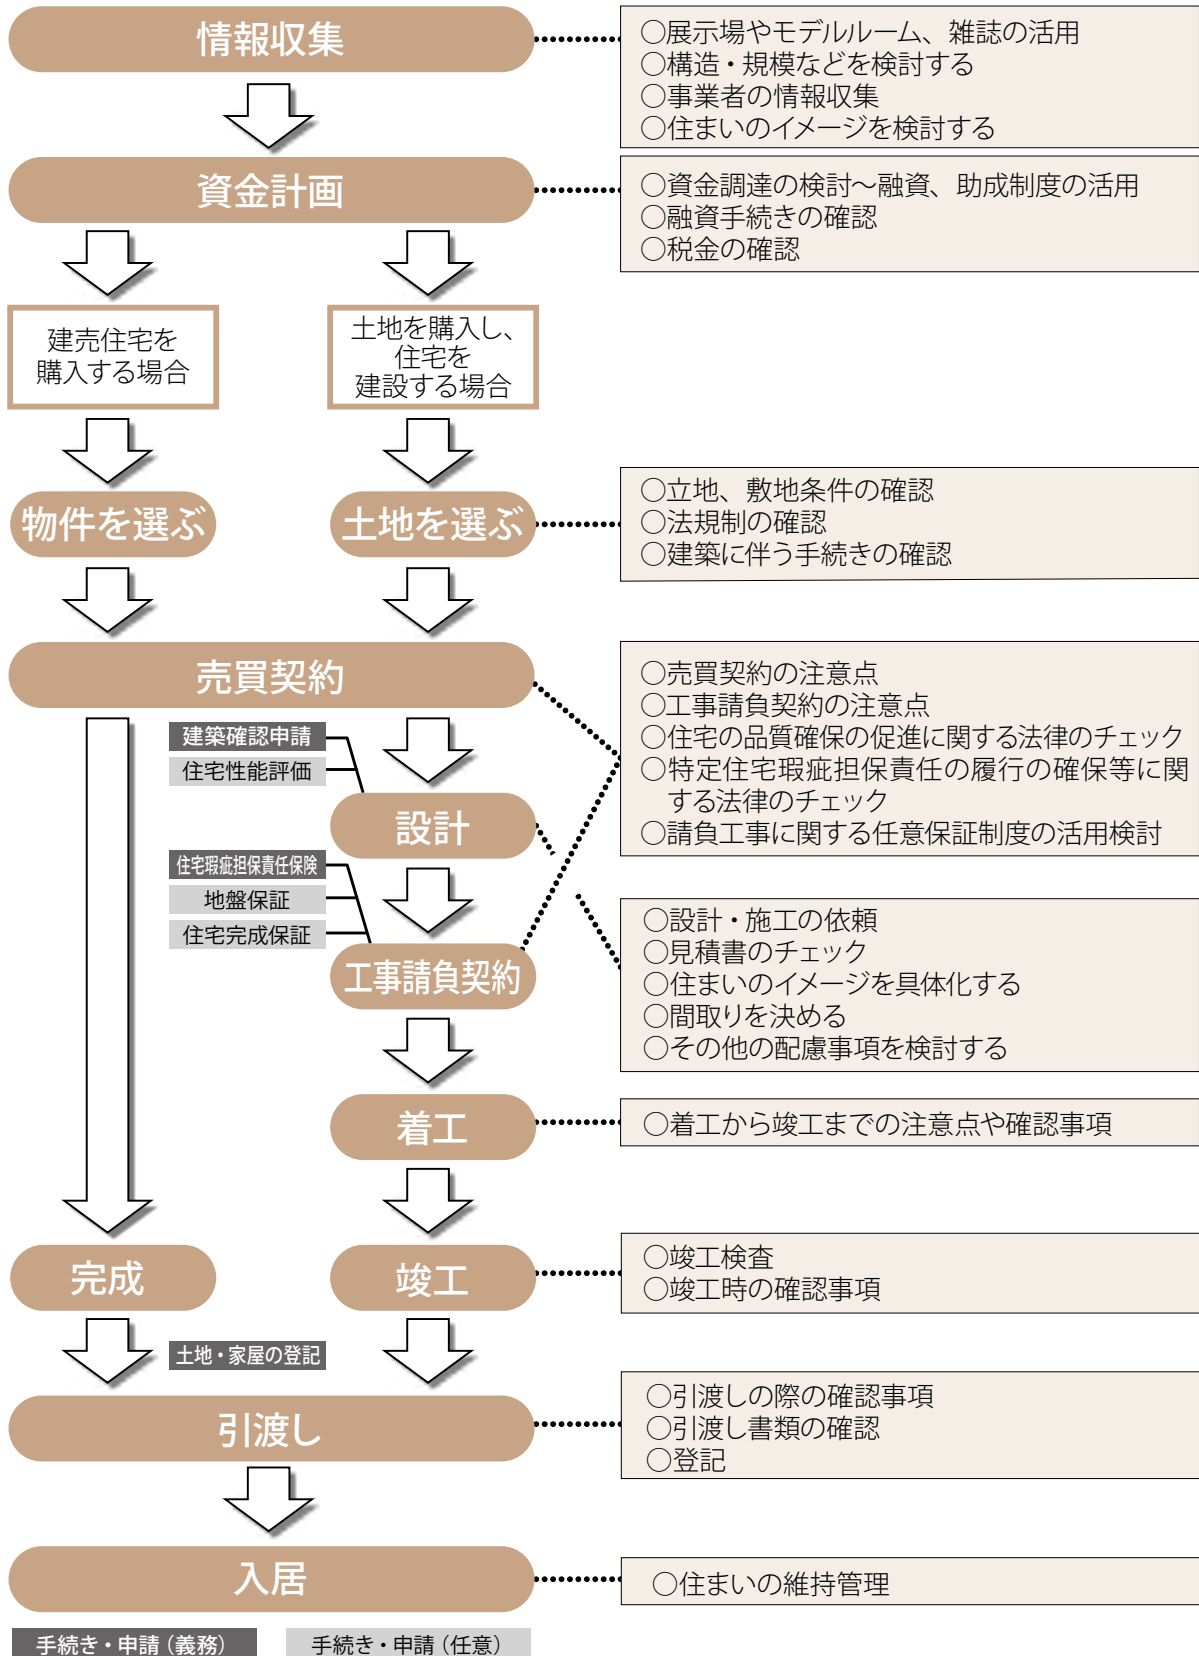 情報収集
○展示場やモデルルーム、雑誌の活用
○構造・規模などを検討する
○事業者の情報収集
○住まいのイメージを検討する
資金計画
○資金調達の検討～融資、助成制度の活用
○融資手続きの確認
○税金の確認
建売住宅を
購入する場合
土地を購入し、
住宅を
建設する場合
物件を選ぶ
土地を選ぶ
○立地、敷地条件の確認
○法規制の確認
○建築に伴う手続きの確認
売買契約
○売買契約の注意点
○工事請負契約の注意点
○住宅の品質確保の促進に関する法律のチェック
○特定住宅瑕疵担保責任の履行の確保等に関
する法律のチェック
○請負工事に関する任意保証制度の活用検討
建築確認申請
住宅性能評価
設計
住宅瑕疵担保責任保険
地盤保証
住宅完成保証
工事請負契約
○設計・施工の依頼
○見積書のチェック
○住まいのイメージを具体化する
○間取りを決める
○その他の配慮事項を検討する
着工
○着工から竣工までの注意点や確認事項
完成
竣工
○竣工検査
○竣工時の確認事項
土地・家屋の登記
引渡し
○引渡しの際の確認事項
○引渡し書類の確認
○登記
入居
○住まいの維持管理
手続き・申請（義務）
手続き・申請（任意）